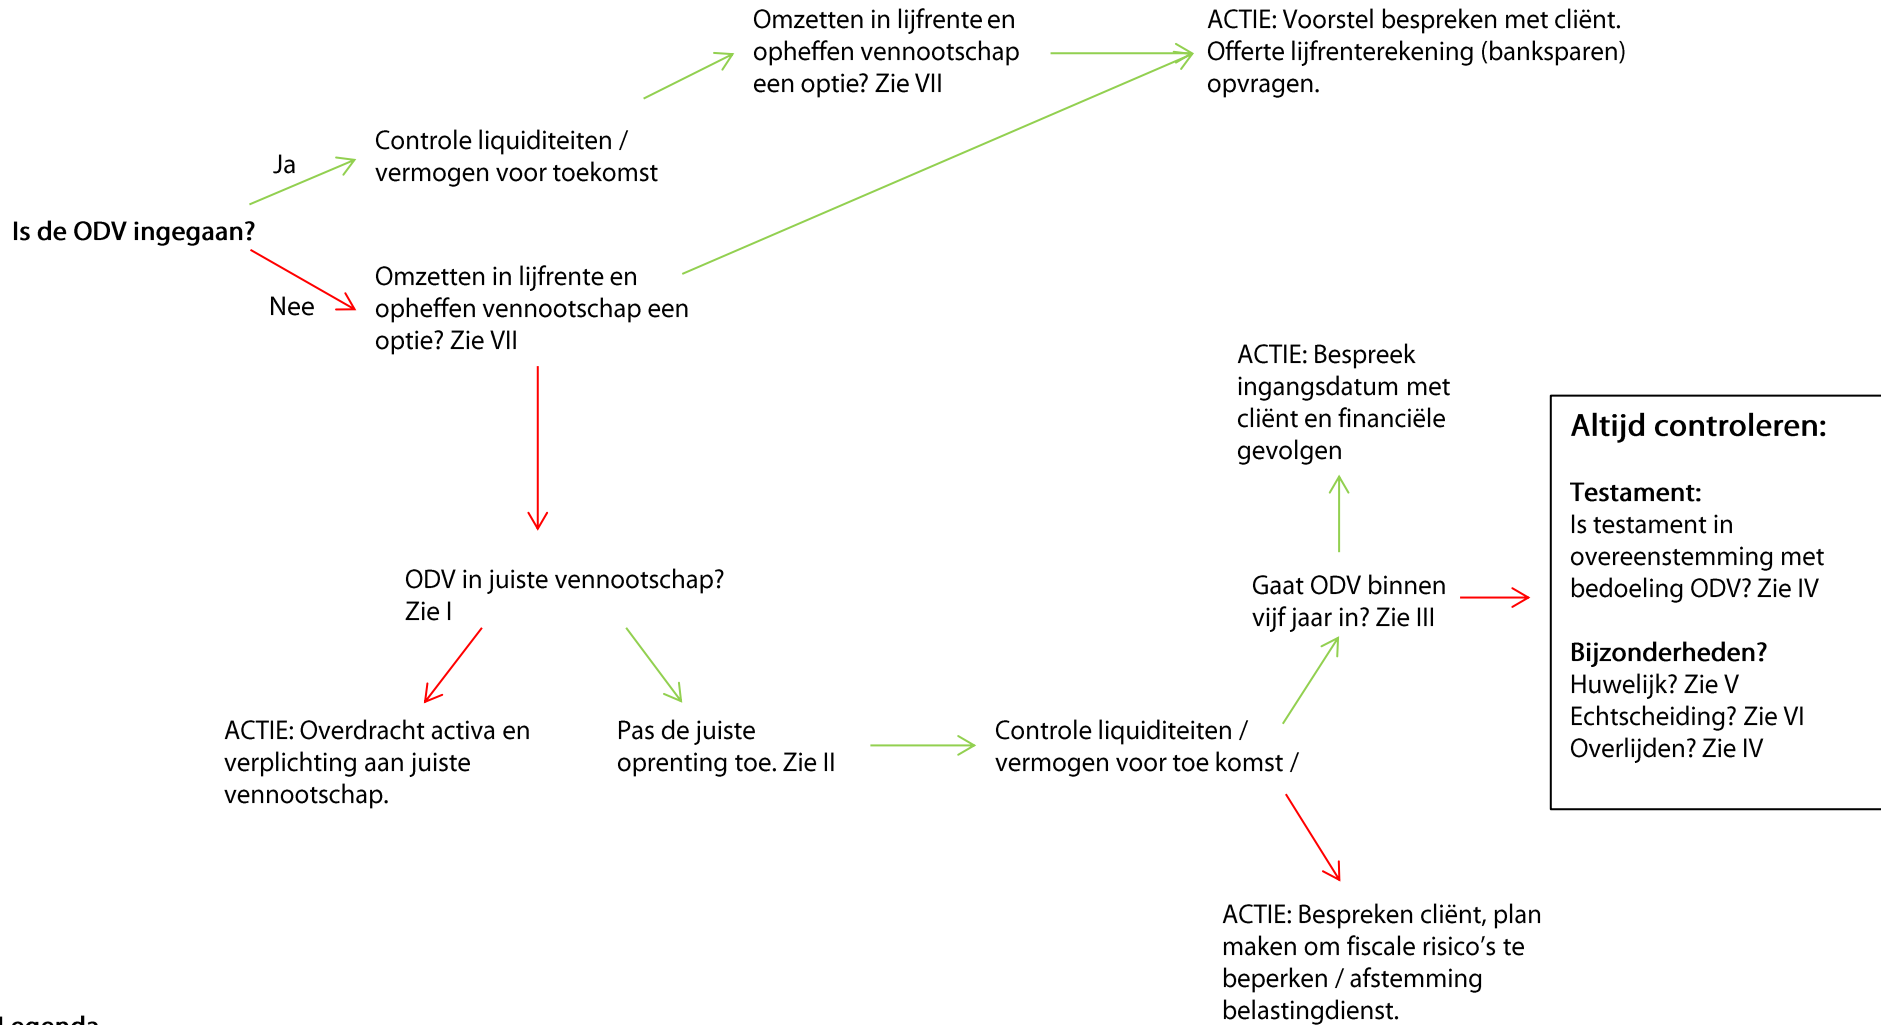 Omzetten in lijfrente en
opheffen vennootschap
een optie? Zie VII
ACTIE: Voorstel bespreken met cliënt.
Offerte lijfrenterekening (banksparen)
opvragen.
Controle liquiditeiten /
vermogen voor toekomst
Ja
Is de ODV ingegaan?
Nee
Omzetten in lijfrente en
opheffen vennootschap een
optie? Zie VII
ACTIE: Bespreek
ingangsdatum met
cliënt en financiële
gevolgen
Altijd controleren:
Testament:
Is testament in
overeenstemming met
bedoeling ODV? Zie IV
Bijzonderheden?
Huwelijk? Zie V
Echtscheiding? Zie VI
Overlijden? Zie IV
ODV in juiste vennootschap?
Zie I
Gaat ODV binnen
vijf jaar in? Zie III
ACTIE: Overdracht activa en
verplichting aan juiste
vennootschap.
Pas de juiste
oprenting toe. Zie II
Controle liquiditeiten /
vermogen voor toe komst /
ACTIE: Bespreken cliënt, plan
maken om fiscale risico's te
beperken / afstemming
belastingdienst.
Legenda